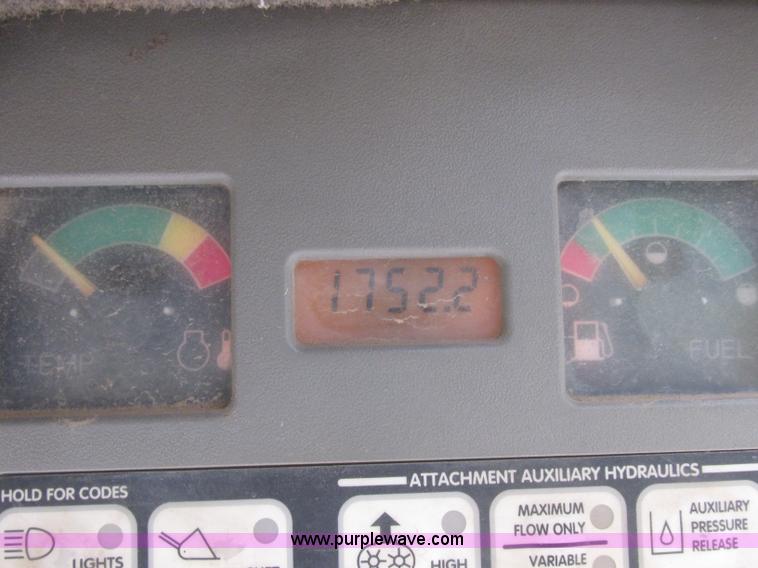 1752.2
TEMP
FUEL
HOLD FOR CODES
ATTACHMENT AUXILIARY HYDRAULICS
LIGHTS
HIGH
MAXIMUM
FLOW ONLY
VARIABLE
AUXILIARY
PRESSURE
RELEASE
www.purplewave.com